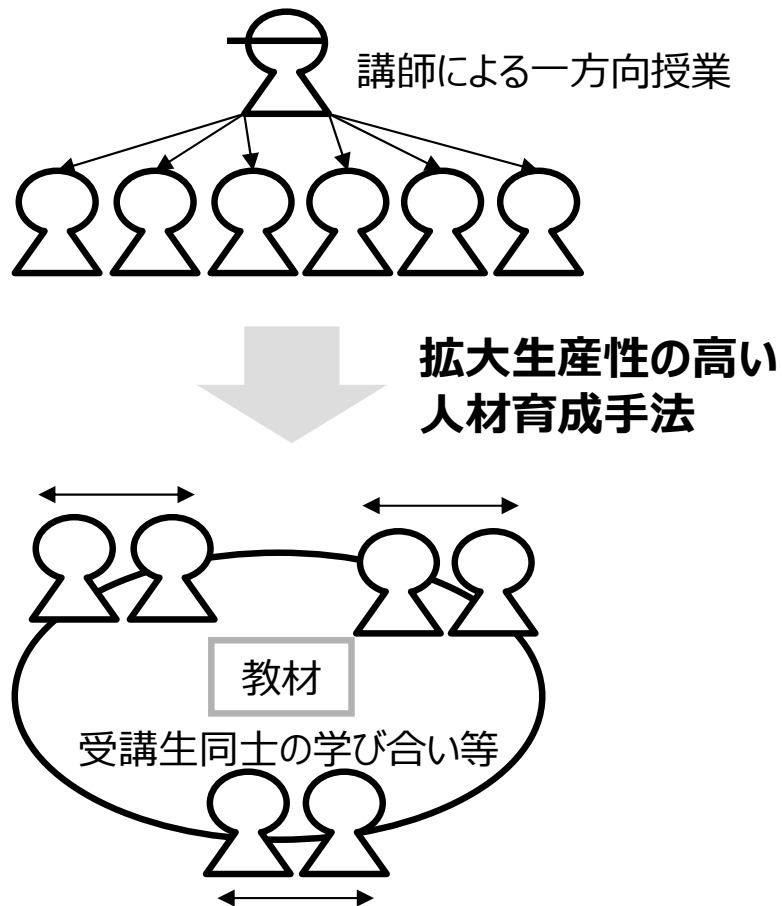 講師による一方向授業
拡大生産性の高い
人材育成手法
教材
受講生同士の学び合い等